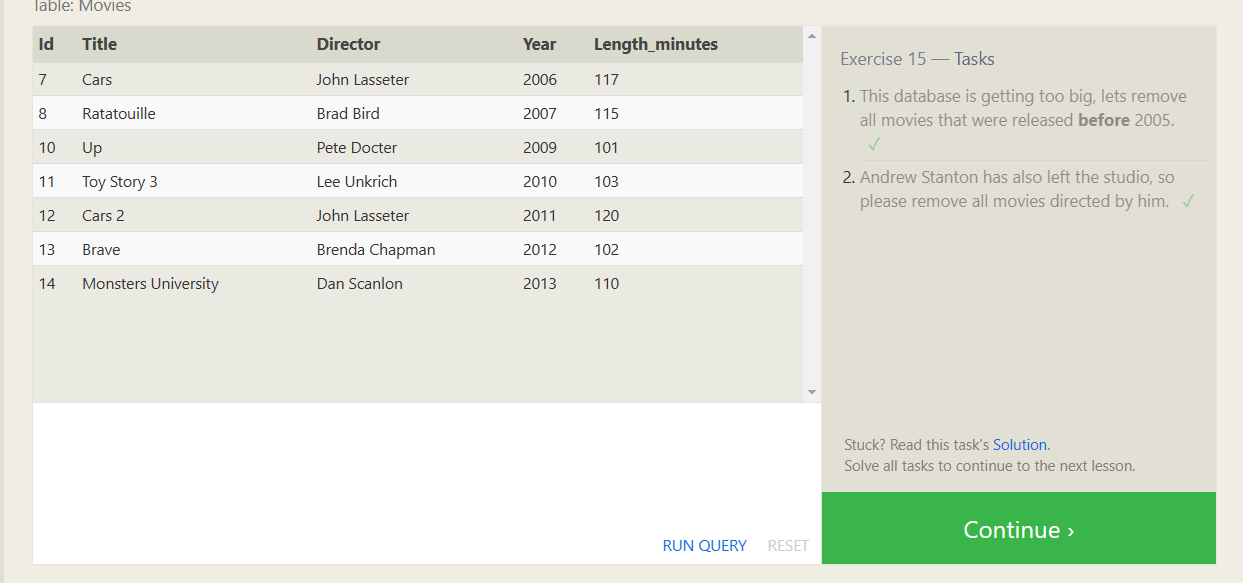 Table: Movies
Id Title Director Year Length_minutes
7 Cars John Lasseter 2006 117
8 Ratatouille Brad Bird 2007 115
10 Up Pete Docter 2009 101
11 Toy Story 3 Lee Unkrich 2010 103
12 Cars 2 John Lasseter 2011 120
13 Brave Brenda Chapman 2012 102
14 Monsters University Dan Scanlon 2013 110
RUN QUERY RESET
Exercise 15 — Tasks
1. This database is getting too big, lets remove
all movies that were released before 2005.
✓
2. Andrew Stanton has also left the studio, so
please remove all movies directed by him. ✓
Stuck? Read this task's Solution.
Solve all tasks to continue to the next lesson.
Continue ›